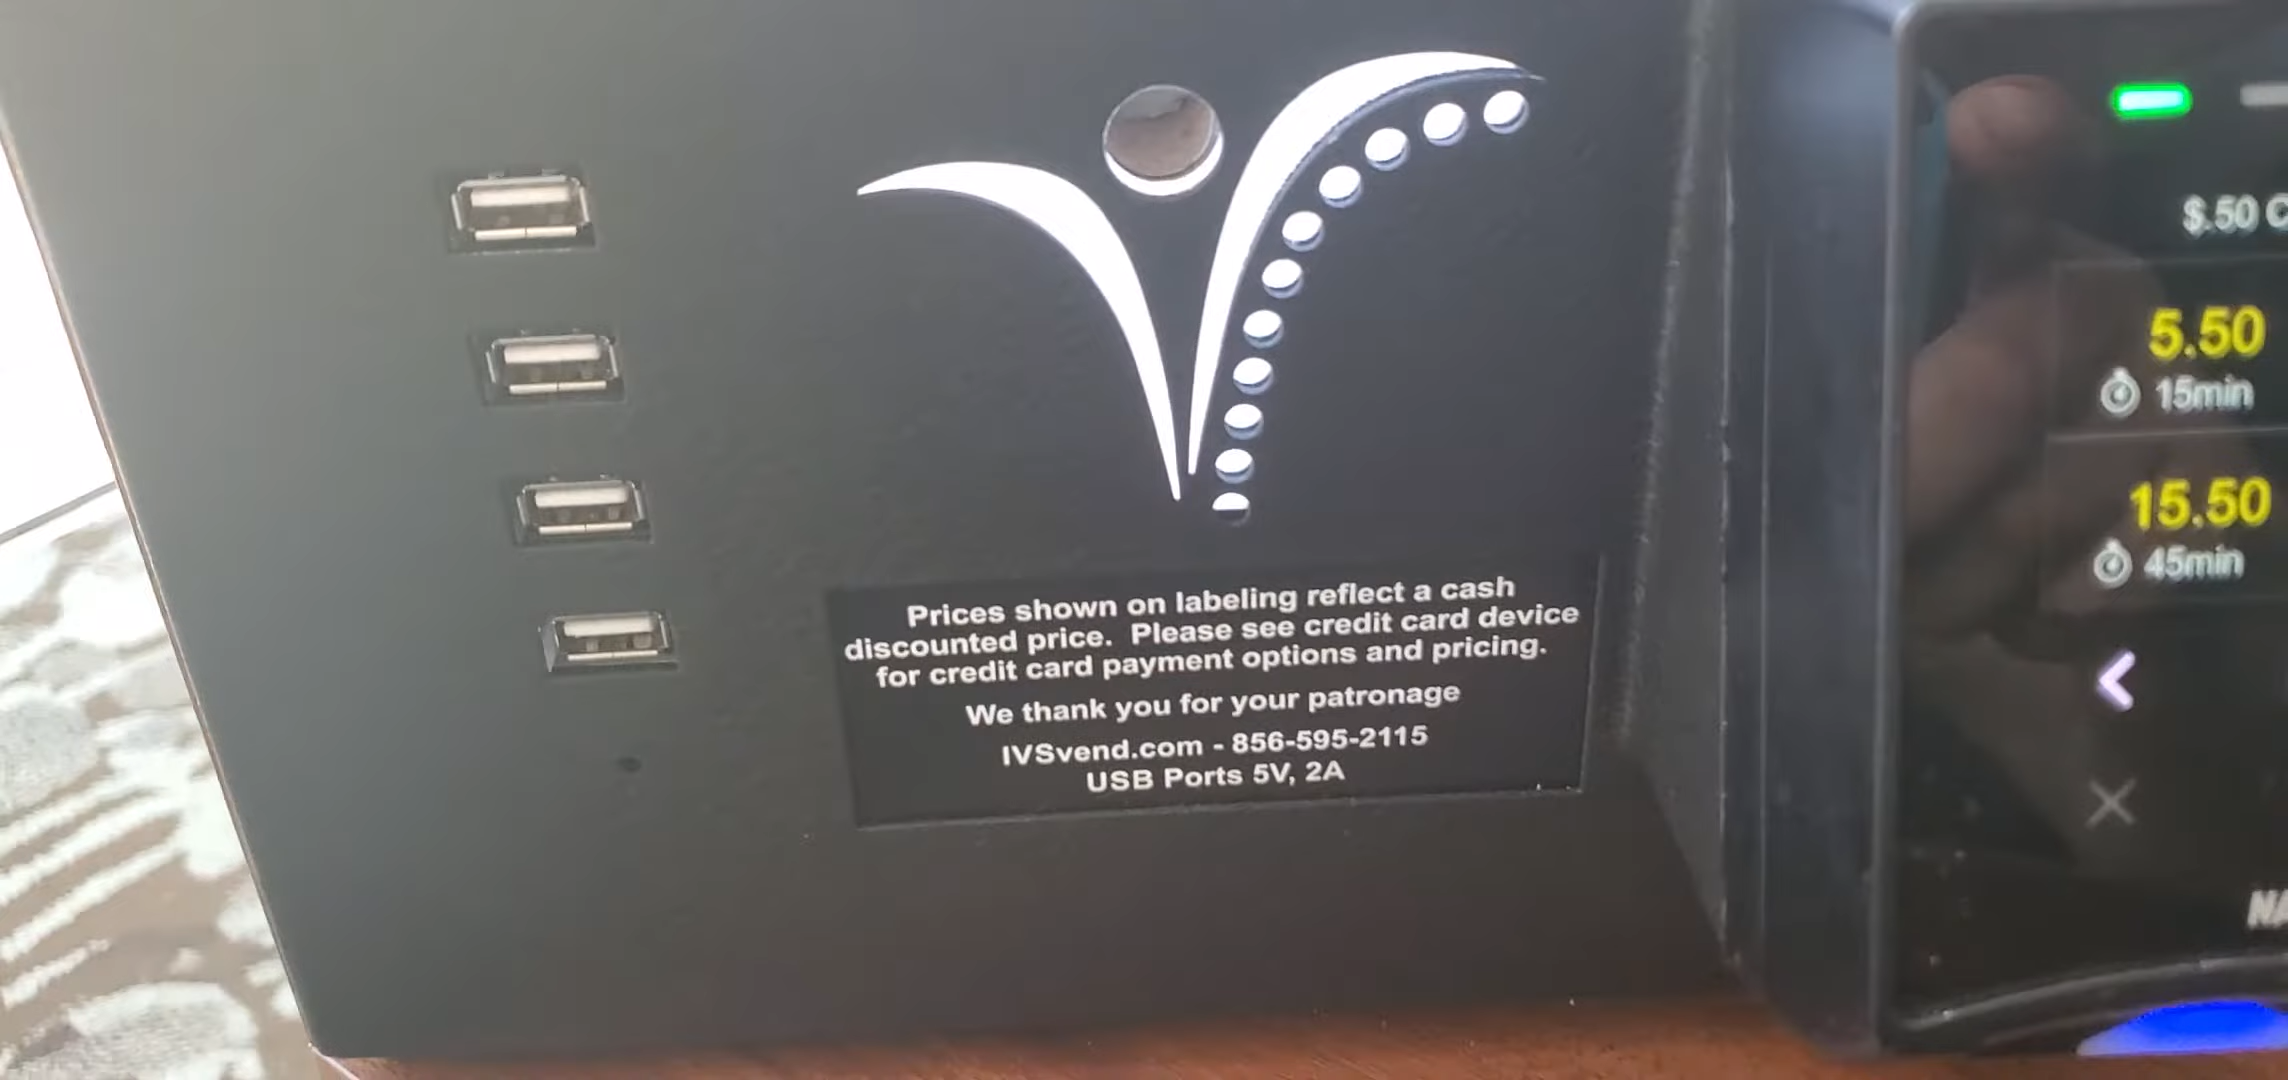 Prices shown on labeling reflect a cash
discounted price. Please see credit card device
for credit card payment options and pricing.
We thank you for your patronage
IVSvend.com - 856-595-2115
USB Ports 5V, 2A
$.50
5.50
15min
15.50
45min